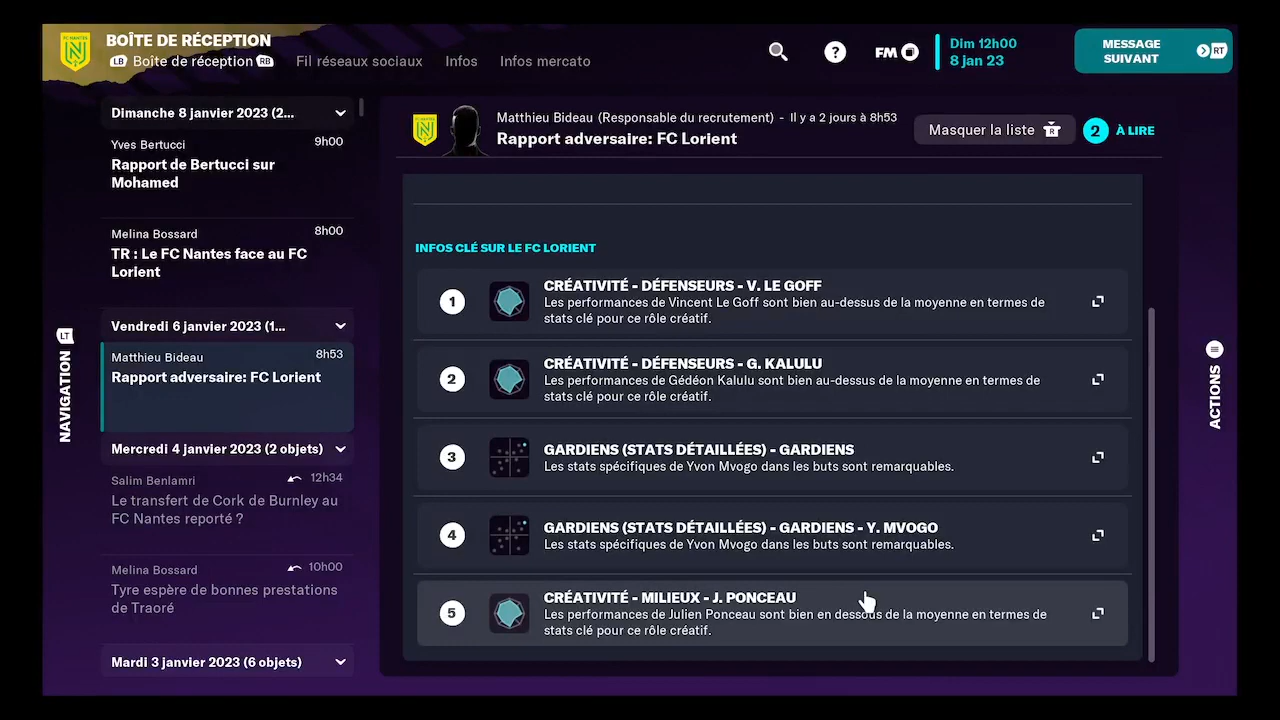 FC NANTES
N
BOÎTE DE RÉCEPTION
LB Boîte de réception RB
Fil réseaux sociaux
Infos
Infos mercato
?
FM
Dim 12h00
8 jan 23
MESSAGE
SUIVANT
RT
NAVIGATION
LT
Dimanche 8 janvier 2023 (2...
Yves Bertucci
9h00
Rapport de Bertucci sur
Mohamed
Melina Bossard
8h00
TR : Le FC Nantes face au FC
Lorient
Vendredi 6 janvier 2023 (1...
Matthieu Bideau
8h53
Rapport adversaire: FC Lorient
Mercredi 4 janvier 2023 (2 objets)
Salim Benlamri
12h34
Le transfert de Cork de Burnley au
FC Nantes reporté ?
Melina Bossard
10h00
Tyre espère de bonnes prestations
de Traoré
Mardi 3 janvier 2023 (6 objets)
Matthieu Bideau (Responsable du recrutement) - Il y a 2 jours à 8h53
Rapport adversaire: FC Lorient
Masquer la liste R
2 À LIRE
INFOS CLÉ SUR LE FC LORIENT
1
CRÉATIVITÉ - DÉFENSEURS - V. LE GOFF
Les performances de Vincent Le Goff sont bien au-dessus de la moyenne en termes de
stats clé pour ce rôle créatif.
2
CRÉATIVITÉ - DÉFENSEURS - G. KALULU
Les performances de Gédéon Kalulu sont bien au-dessus de la moyenne en termes de
stats clé pour ce rôle créatif.
3
GARDIENS (STATS DÉTAILLÉES) - GARDIENS
Les stats spécifiques de Yvon Mvogo dans les buts sont remarquables.
4
GARDIENS (STATS DÉTAILLÉES) - GARDIENS - Y. MVOGO
Les stats spécifiques de Yvon Mvogo dans les buts sont remarquables.
5
CRÉATIVITÉ - MILIEUX - J. PONCEAU
Les performances de Julien Ponceau sont bien en dessous de la moyenne en termes de
stats clé pour ce rôle créatif.
ACTIONS